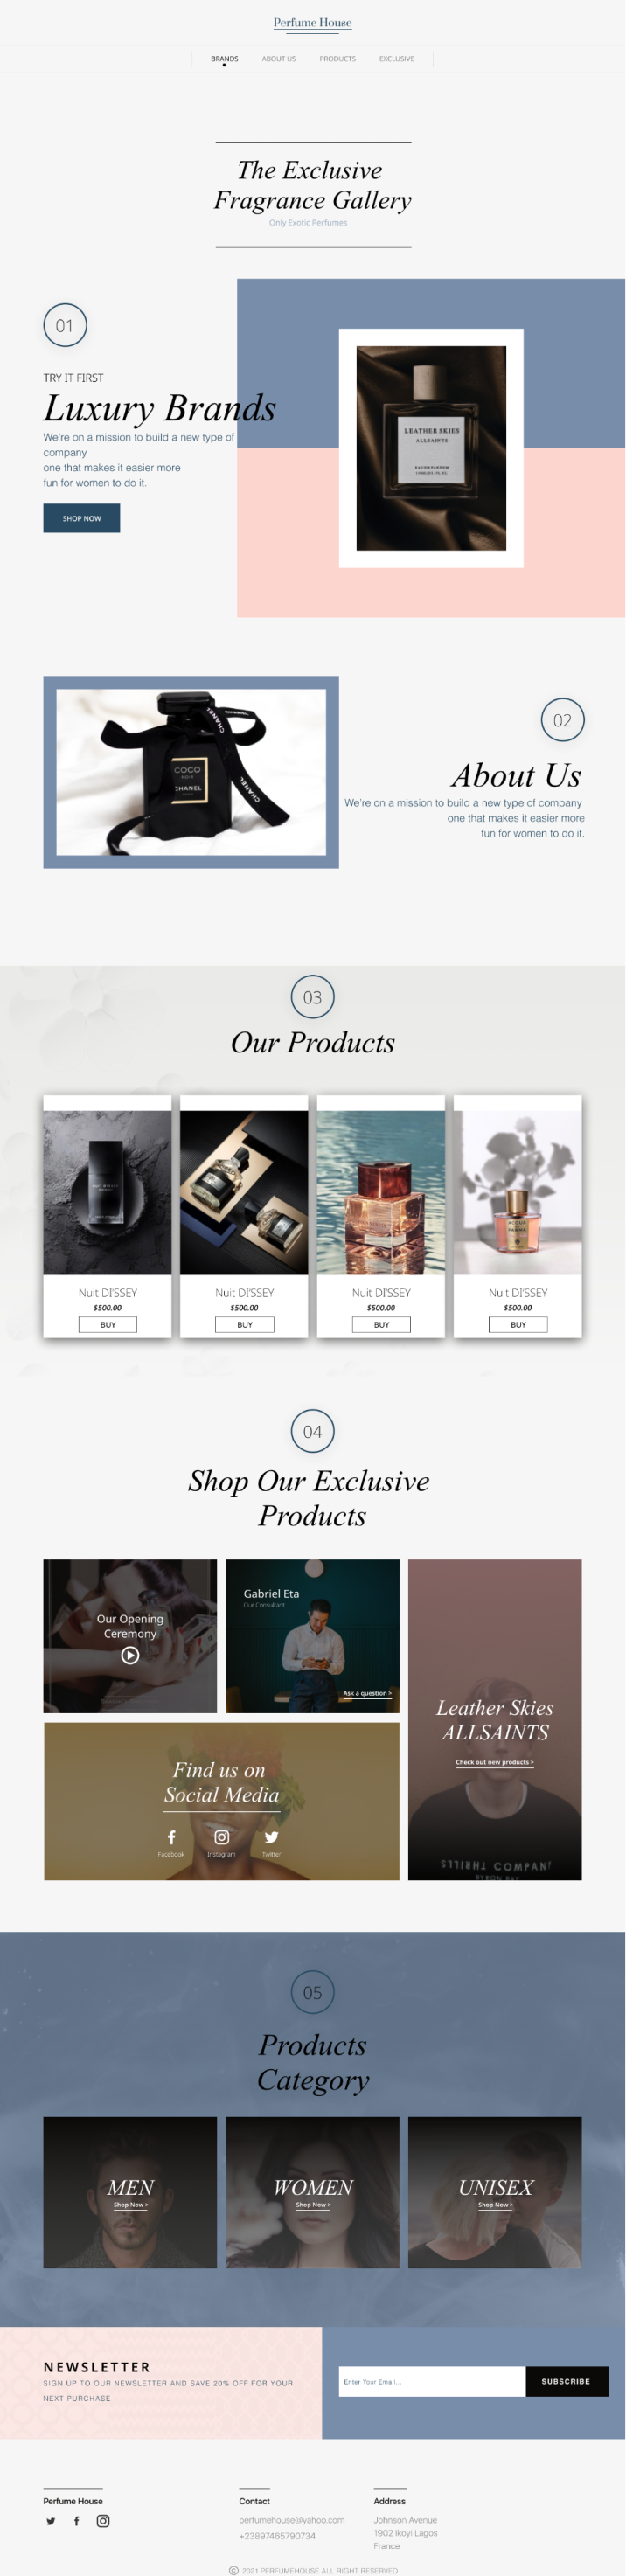 Perfume House
BRANDS ABOUT US PRODUCTS EXCLUSIVE
The Exclusive
Fragrance Gallery
Only Exotic Perfumes
01
TRY IT FIRST
Luxury Brands
We're on a mission to build a new type of
company
one that makes it easier more
fun for women to do it.
SHOP NOW
LEATHER SKIES
ALLSAINTS
EAU DE PARFUM
02
About Us
We're on a mission to build a new type of company
one that makes it easier more
fun for women to do it.
COCO
NOIR
CHANEL
CHANEL
CHANEL
03
Our Products
Nuit DI'SSEY
$500.00
BUY
Nuit DI'SSEY
$500.00
BUY
Nuit DI'SSEY
$500.00
BUY
ACQUA
PARMA
Nuit DI'SSEY
$500.00
BUY
04
Shop Our Exclusive
Products
Our Opening
Ceremony
Gabriel Eta
Our Consultant
Ask a question >
Leather Skies
ALLSAINTS
Check out new products >
Find us on
Social Media
Facebook Instagram Twitter
05
Products
Category
MEN
Shop Now >
WOMEN
Shop Now >
UNISEX
Shop Now >
NEWSLETTER
SIGN UP TO OUR NEWSLETTER AND SAVE 20% OFF FOR YOUR
NEXT PURCHASE
Enter Your Email...
SUBSCRIBE
Perfume House
Contact
perfumehouse@yahoo.com
+23897465790734
Address
Johnson Avenue
1902 Ikoyi Lagos
France
© 2021 PERFUMEHOUSE ALL RIGHT RESERVED